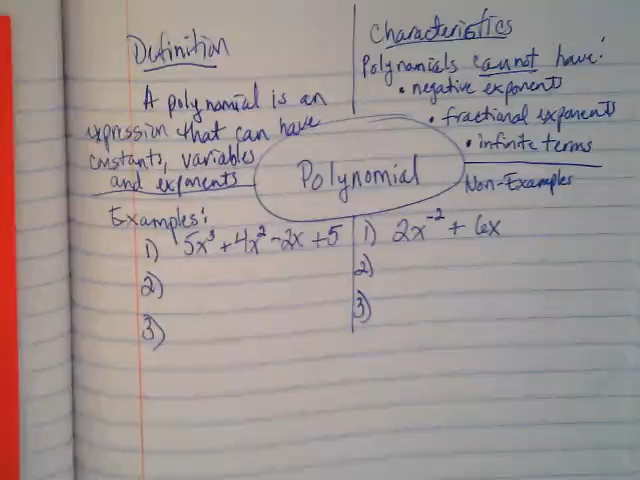 Definition
A polynomial is an
expression that can have
constants, variables
and exponents
Characteristics
Polynomials cannot have:
• negative exponents
• fractional exponents
• infinite terms
Polynomial
Examples:
1) 5x³ + 4x² - 2x + 5
2)
3)
Non-Examples
1) 2x⁻² + 6x
2)
3)